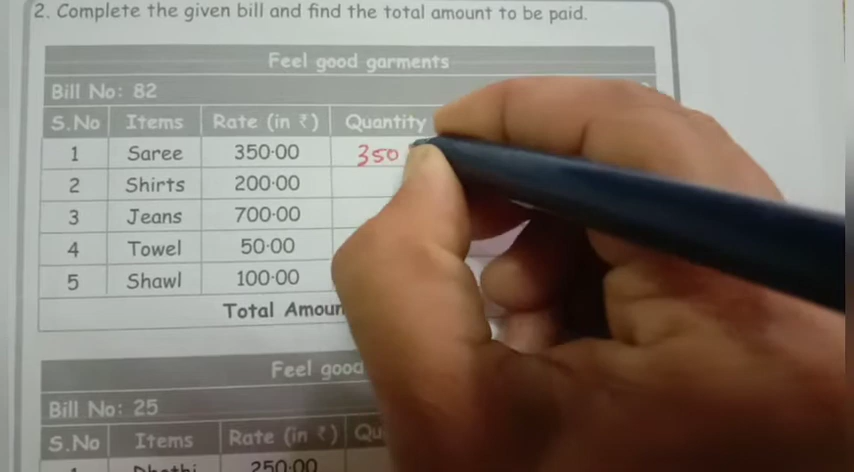 2. Complete the given bill and find the total amount to be paid.
Feel good garments
Bill No: 82
S.No Items Rate (in ₹) Quantity
1 Saree 350·00 350
2 Shirts 200·00
3 Jeans 700·00
4 Towel 50·00
5 Shawl 100·00
Total
Feel good
Bill No: 25
S.No Items Rate (in ₹)
250·00